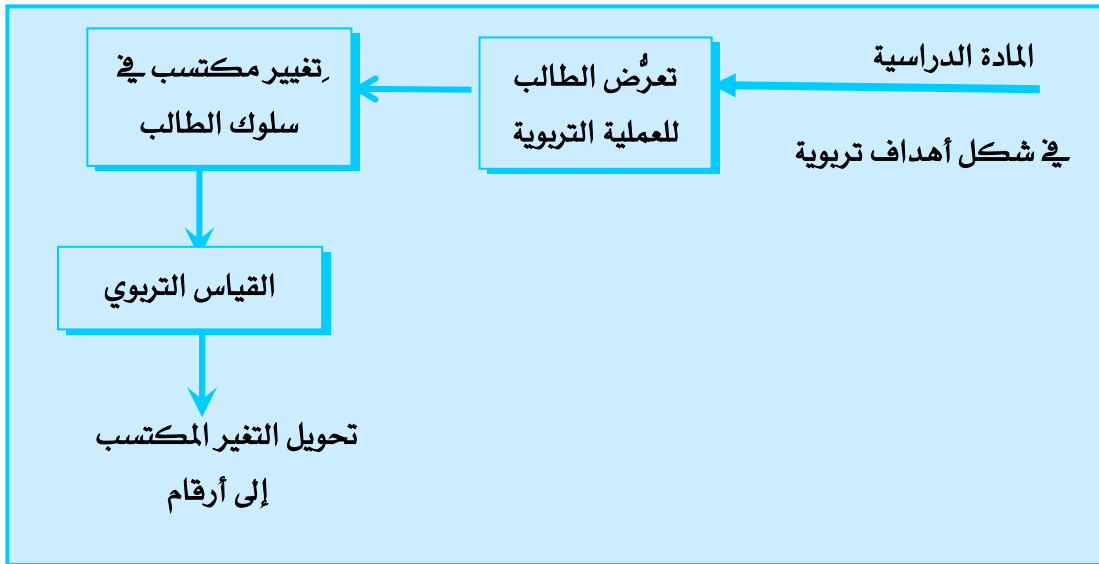 المادة الدراسية
في شكل أهداف تربوية
تعرُّض الطالب
للعملية التربوية
تغيير مكتسب في
سلوك الطالب
القياس التربوي
تحويل التغير المكتسب
إلى أرقام